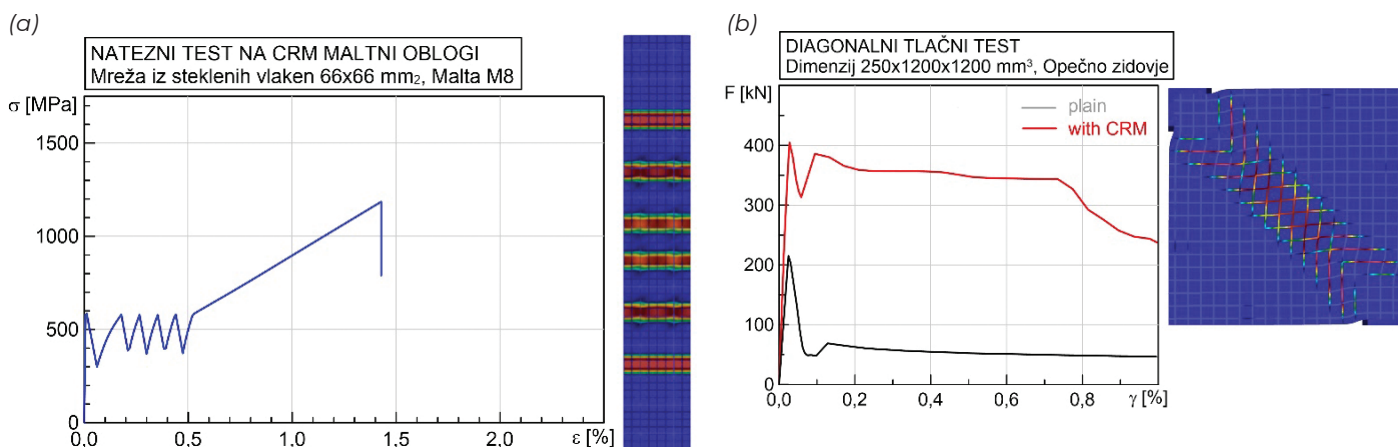 (a)
NATEZNI TEST NA CRM MALTNI OBLOGI
Mreža iz steklenih vlaken 66x66 mm₂, Malta M8
σ [MPa]
1500
1000
500
0
0,0
0,5
1,0
1,5
2,0
ε [%]
(b)
DIAGONALNI TLAČNI TEST
Dimenzij 250x1200x1200 mm³, Opečno zidovje
F [kN]
plain
with CRM
400
300
200
100
0
0,0
0,2
0,4
0,6
0,8
γ [%]